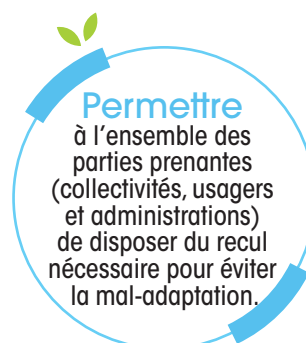 Permettre
à l'ensemble des
parties prenantes
(collectivités, usagers
et administrations)
de disposer du recul
nécessaire pour éviter
la mal-adaptation.